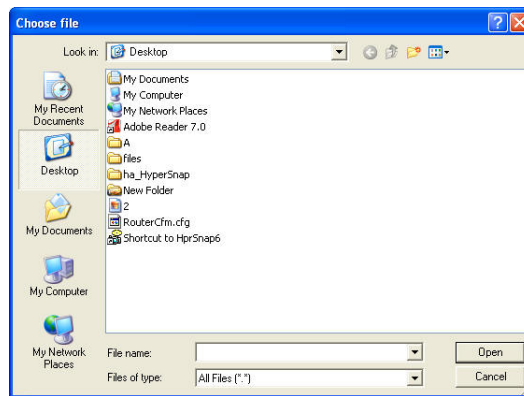 Choose file
Look in:
Desktop
My Recent
Documents
Desktop
My Documents
My Computer
My Network
Places
My Documents
My Computer
My Network Places
Adobe Reader 7.0
A
files
ha_HyperSnap
New Folder
2
RouterCfm.cfg
Shortcut to HprSnap6
File name:
Open
Files of type:
All Files (*.*)
Cancel